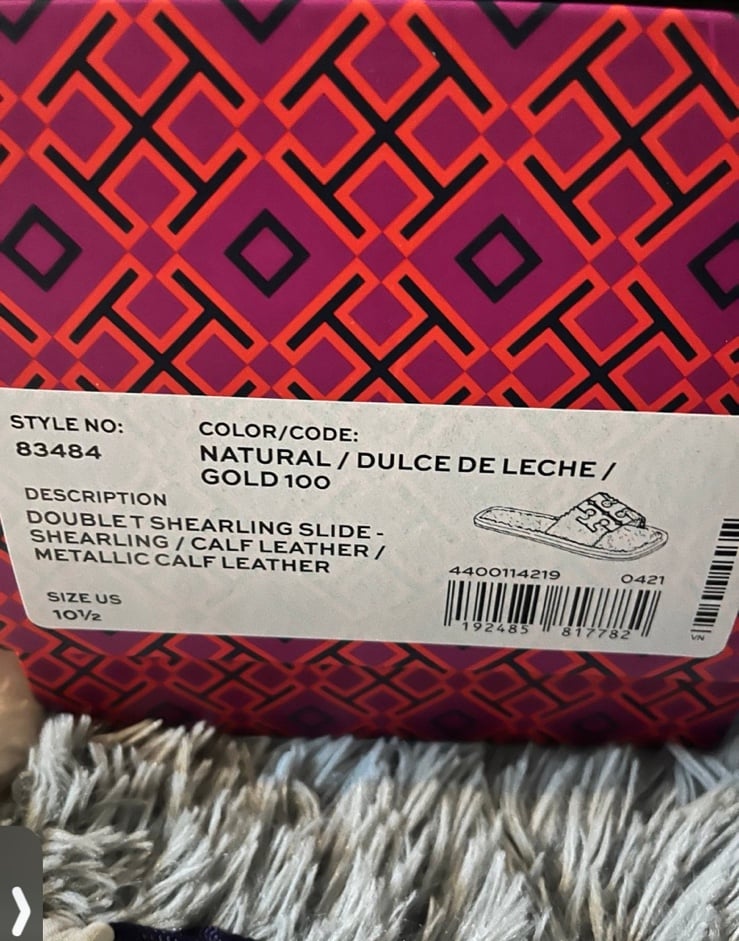 STYLE NO:
83484
COLOR/CODE:
NATURAL / DULCE DE LECHE /
GOLD 100
DESCRIPTION
DOUBLE T SHEARLING SLIDE -
SHEARLING / CALF LEATHER /
METALLIC CALF LEATHER
SIZE US
10½
4400114219 0421
192485 817782
VN